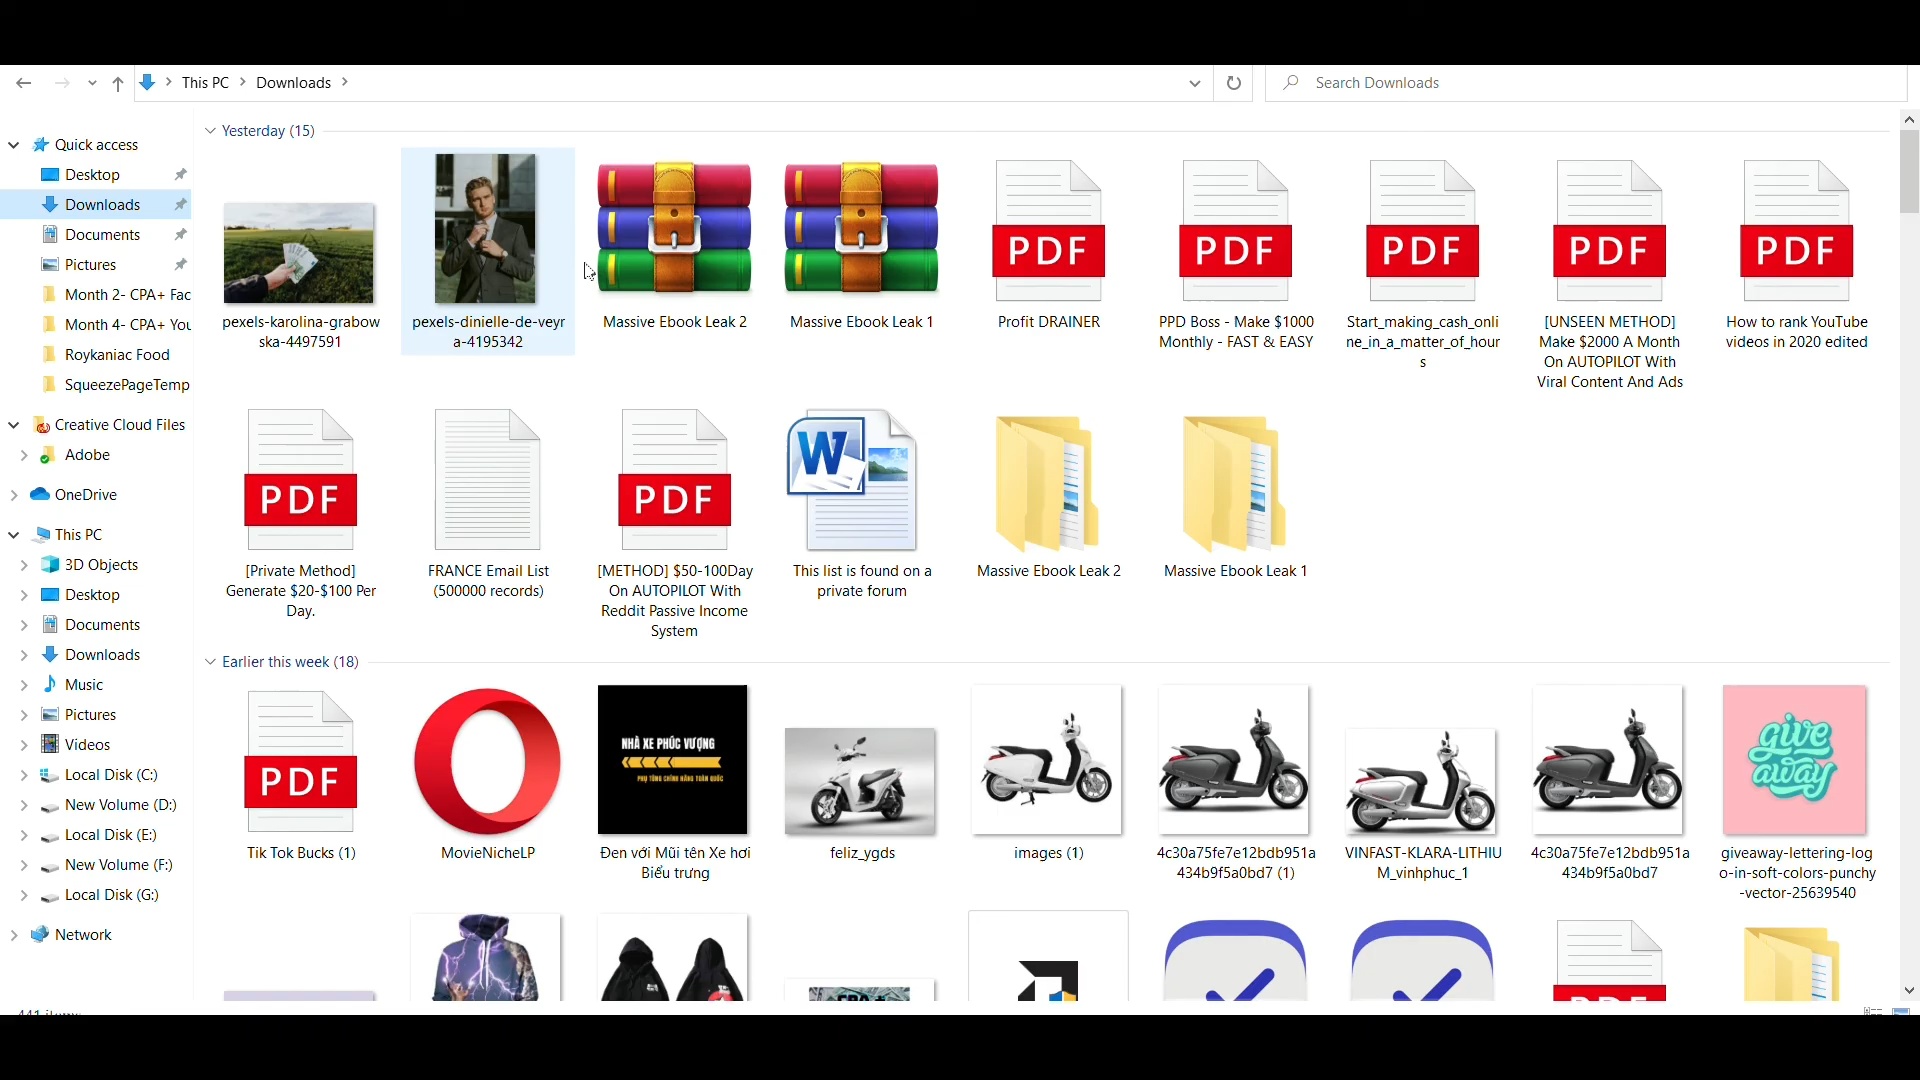 This PC > Downloads >
Search Downloads
Quick access
Desktop
Downloads
Documents
Pictures
Month 2- CPA+ Fac
Month 4- CPA+ You
Roykaniac Food
SqueezePageTemp
Creative Cloud Files
Adobe
OneDrive
This PC
3D Objects
Desktop
Documents
Downloads
Music
Pictures
Videos
Local Disk (C:)
New Volume (D:)
Local Disk (E:)
New Volume (F:)
Local Disk (G:)
Network
Yesterday (15)
pexels-karolina-grabow
ska-4497591
pexels-dinielle-de-veyr
a-4195342
Massive Ebook Leak 2
Massive Ebook Leak 1
PDF
Profit DRAINER
PDF
PPD Boss - Make $1000
Monthly - FAST & EASY
PDF
Start_making_cash_onli
ne_in_a_matter_of_hour
s
PDF
[UNSEEN METHOD]
Make $2000 A Month
On AUTOPILOT With
Viral Content And Ads
PDF
How to rank YouTube
videos in 2020 edited
PDF
[Private Method]
Generate $20-$100 Per
Day.
FRANCE Email List
(500000 records)
PDF
[METHOD] $50-100Day
On AUTOPILOT With
Reddit Passive Income
System
W
This list is found on a
private forum
Massive Ebook Leak 2
Massive Ebook Leak 1
Earlier this week (18)
PDF
Tik Tok Bucks (1)
MovieNicheLP
NHÀ XE PHÚC VƯỢNG
PHỤ TÙNG CHÍNH HÃNG TOÀN QUỐC
Đen với Mũi tên Xe hơi
Biểu trưng
feliz_ygds
images (1)
4c30a75fe7e12bdb951a
434b9f5a0bd7 (1)
VINFAST-KLARA-LITHIU
M_vinhphuc_1
4c30a75fe7e12bdb951a
434b9f5a0bd7
give
away
giveaway-lettering-log
o-in-soft-colors-punchy
-vector-25639540
PDF
441 items